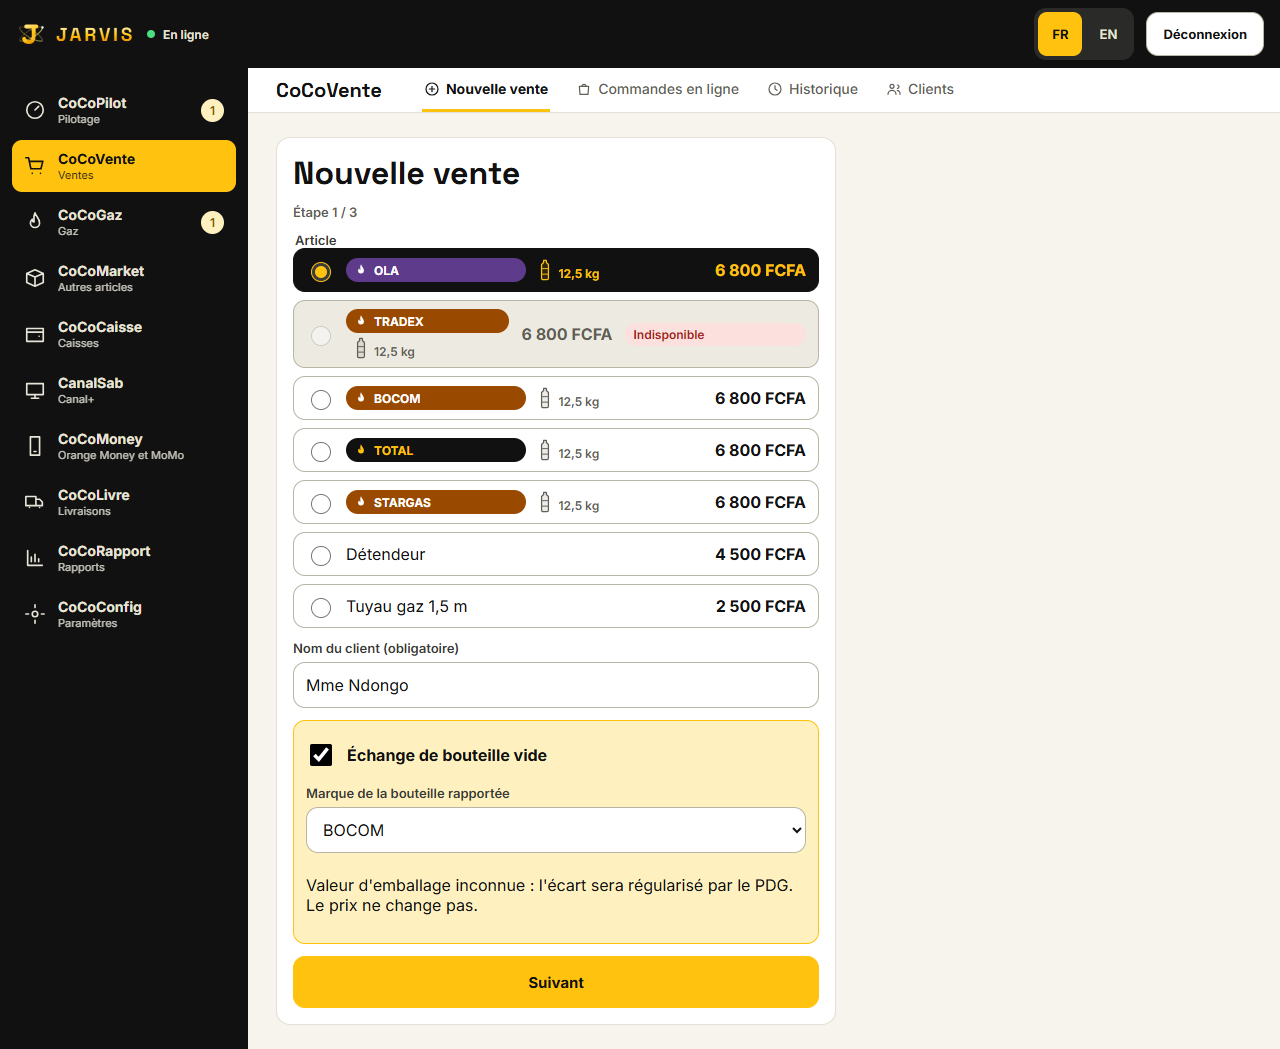 JARVIS
En ligne
FR
EN
Déconnexion
CoCoPilot
Pilotage
1
CoCoVente
Ventes
CoCoGaz
Gaz
1
CoCoMarket
Autres articles
CoCoCaisse
Caisses
CanalSab
Canal+
CoCoMoney
Orange Money et MoMo
CoCoLivre
Livraisons
CoCoRapport
Rapports
CoCoConfig
Paramètres
CoCoVente
Nouvelle vente
Commandes en ligne
Historique
Clients
Nouvelle vente
Étape 1 / 3
Article
OLA 12,5 kg 6 800 FCFA
TRADEX 12,5 kg 6 800 FCFA Indisponible
BOCOM 12,5 kg 6 800 FCFA
TOTAL 12,5 kg 6 800 FCFA
STARGAS 12,5 kg 6 800 FCFA
Détendeur 4 500 FCFA
Tuyau gaz 1,5 m 2 500 FCFA
Nom du client (obligatoire)
Mme Ndongo
Échange de bouteille vide
Marque de la bouteille rapportée
BOCOM
Valeur d'emballage inconnue : l'écart sera régularisé par le PDG.
Le prix ne change pas.
Suivant